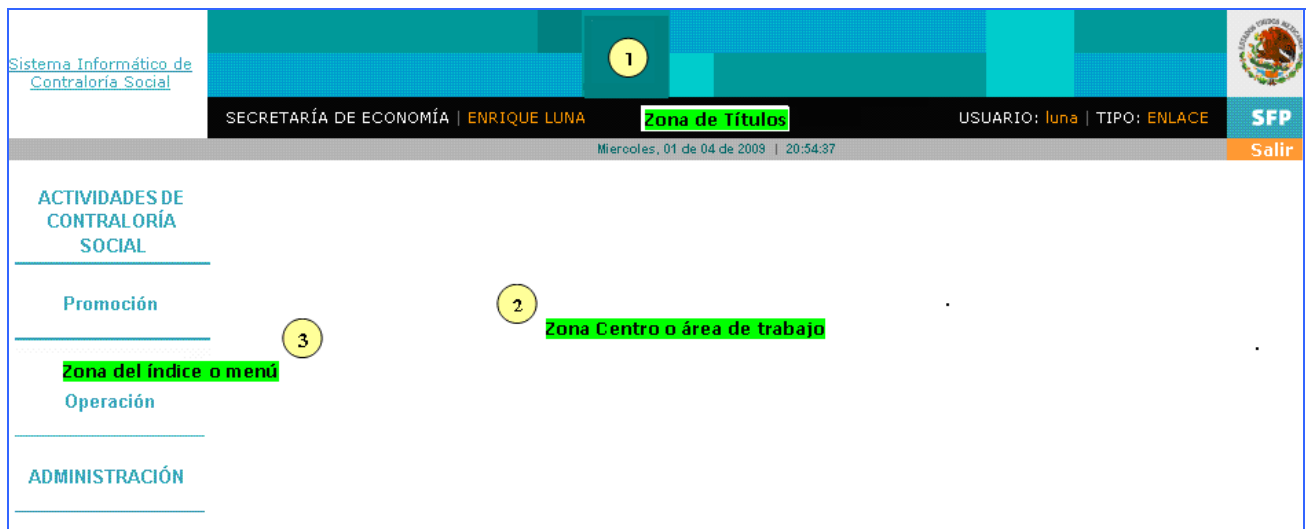 Sistema Informático de
Contraloría Social
1
SECRETARÍA DE ECONOMÍA | ENRIQUE LUNA
Zona de Títulos
USUARIO: luna | TIPO: ENLACE
SFP
Miercoles, 01 de 04 de 2009 | 20:54:37
Salir
ACTIVIDADES DE
CONTRALORÍA
SOCIAL
Promoción
2
Zona Centro o área de trabajo
3
Zona del índice o menú
Operación
ADMINISTRACIÓN